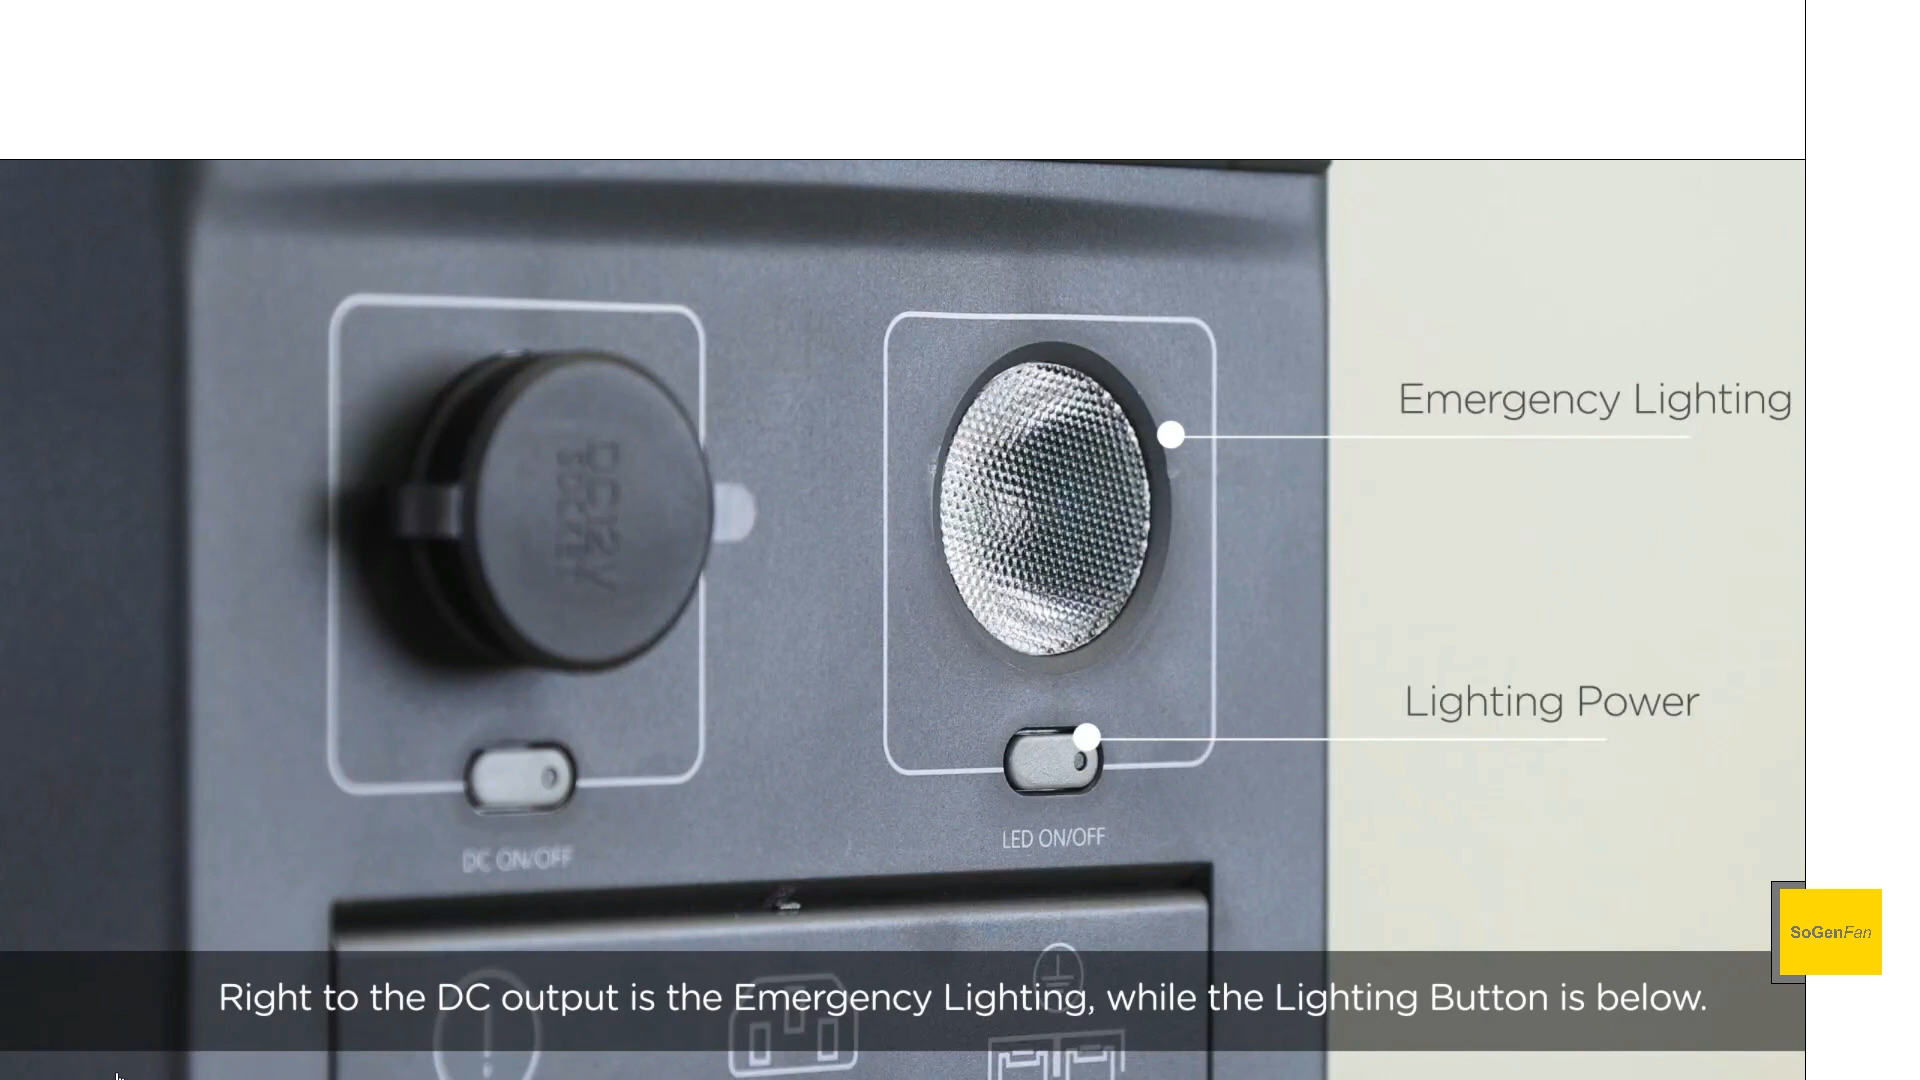 Emergency Lighting
DC12V
Lighting Power
LED ON/OFF
DC ON/OFF
SoGenFan
Right to the DC output is the Emergency Lighting, while the Lighting Button is below.